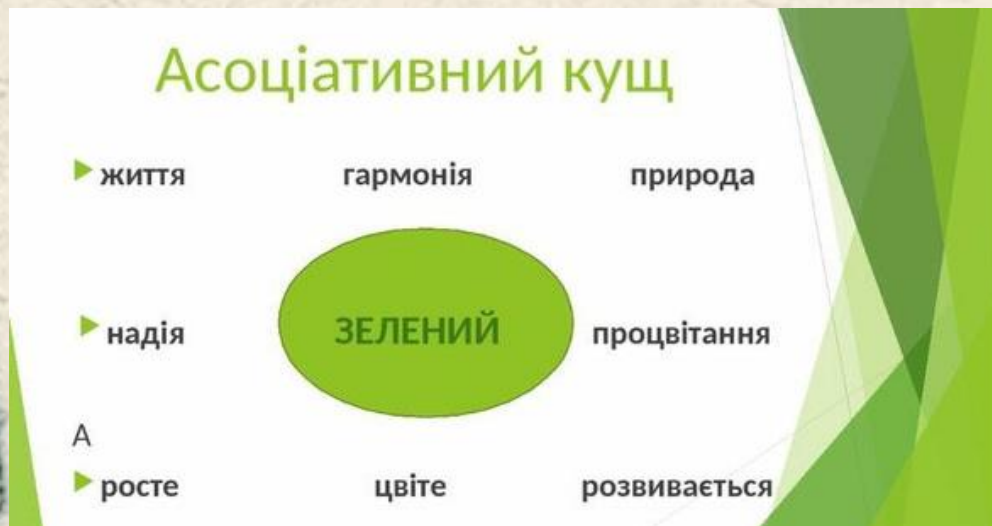 Асоціативний кущ
життя гармонія природа
надія ЗЕЛЕНИЙ процвітання
А
росте цвіте розвивається